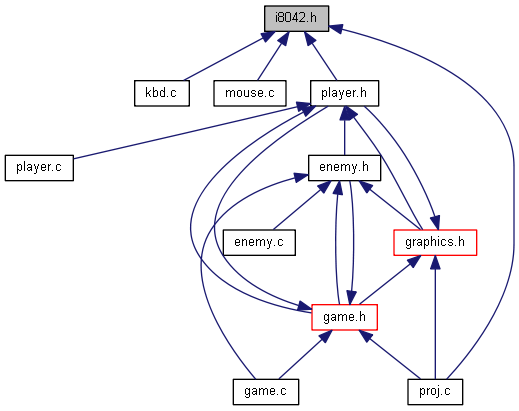 i8042.h
kbd.c
mouse.c
player.h
player.c
enemy.h
enemy.c
graphics.h
game.h
game.c
proj.c